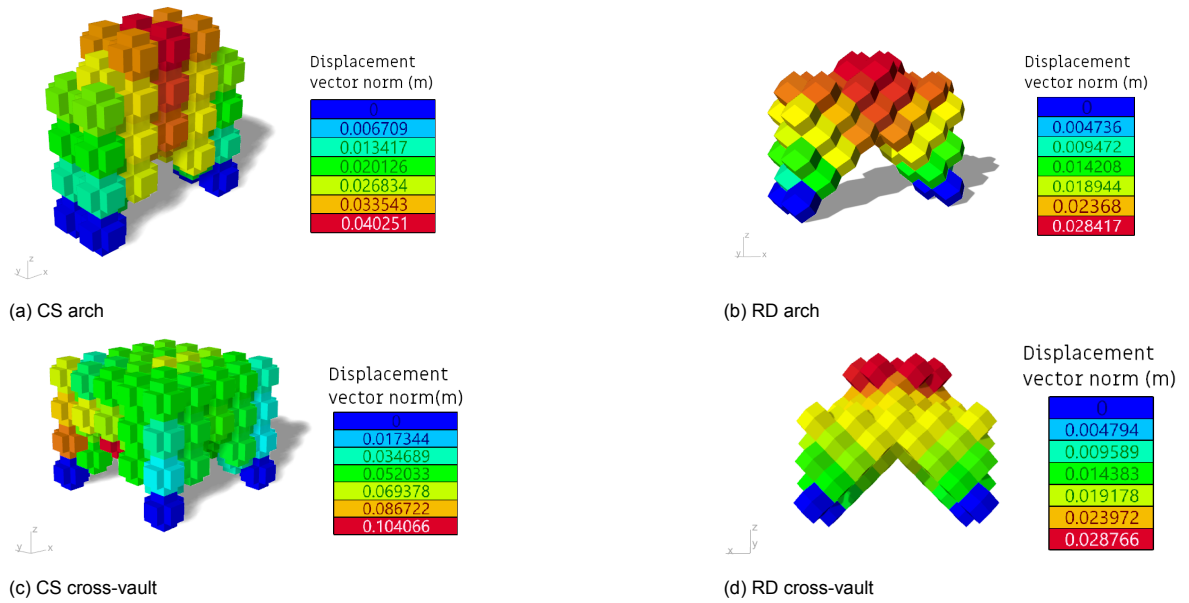 Displacement
vector norm (m)
0
0.006709
0.013417
0.020126
0.026834
0.033543
0.040251
z
y
x
(a) CS arch
Displacement
vector norm (m)
0
0.004736
0.009472
0.014208
0.018944
0.02368
0.028417
z
y
x
(b) RD arch
Displacement
vector norm(m)
0
0.017344
0.034689
0.052033
0.069378
0.086722
0.104066
z
y
x
(c) CS cross-vault
Displacement
vector norm (m)
0
0.004794
0.009589
0.014383
0.019178
0.023972
0.028766
z
x
y
(d) RD cross-vault